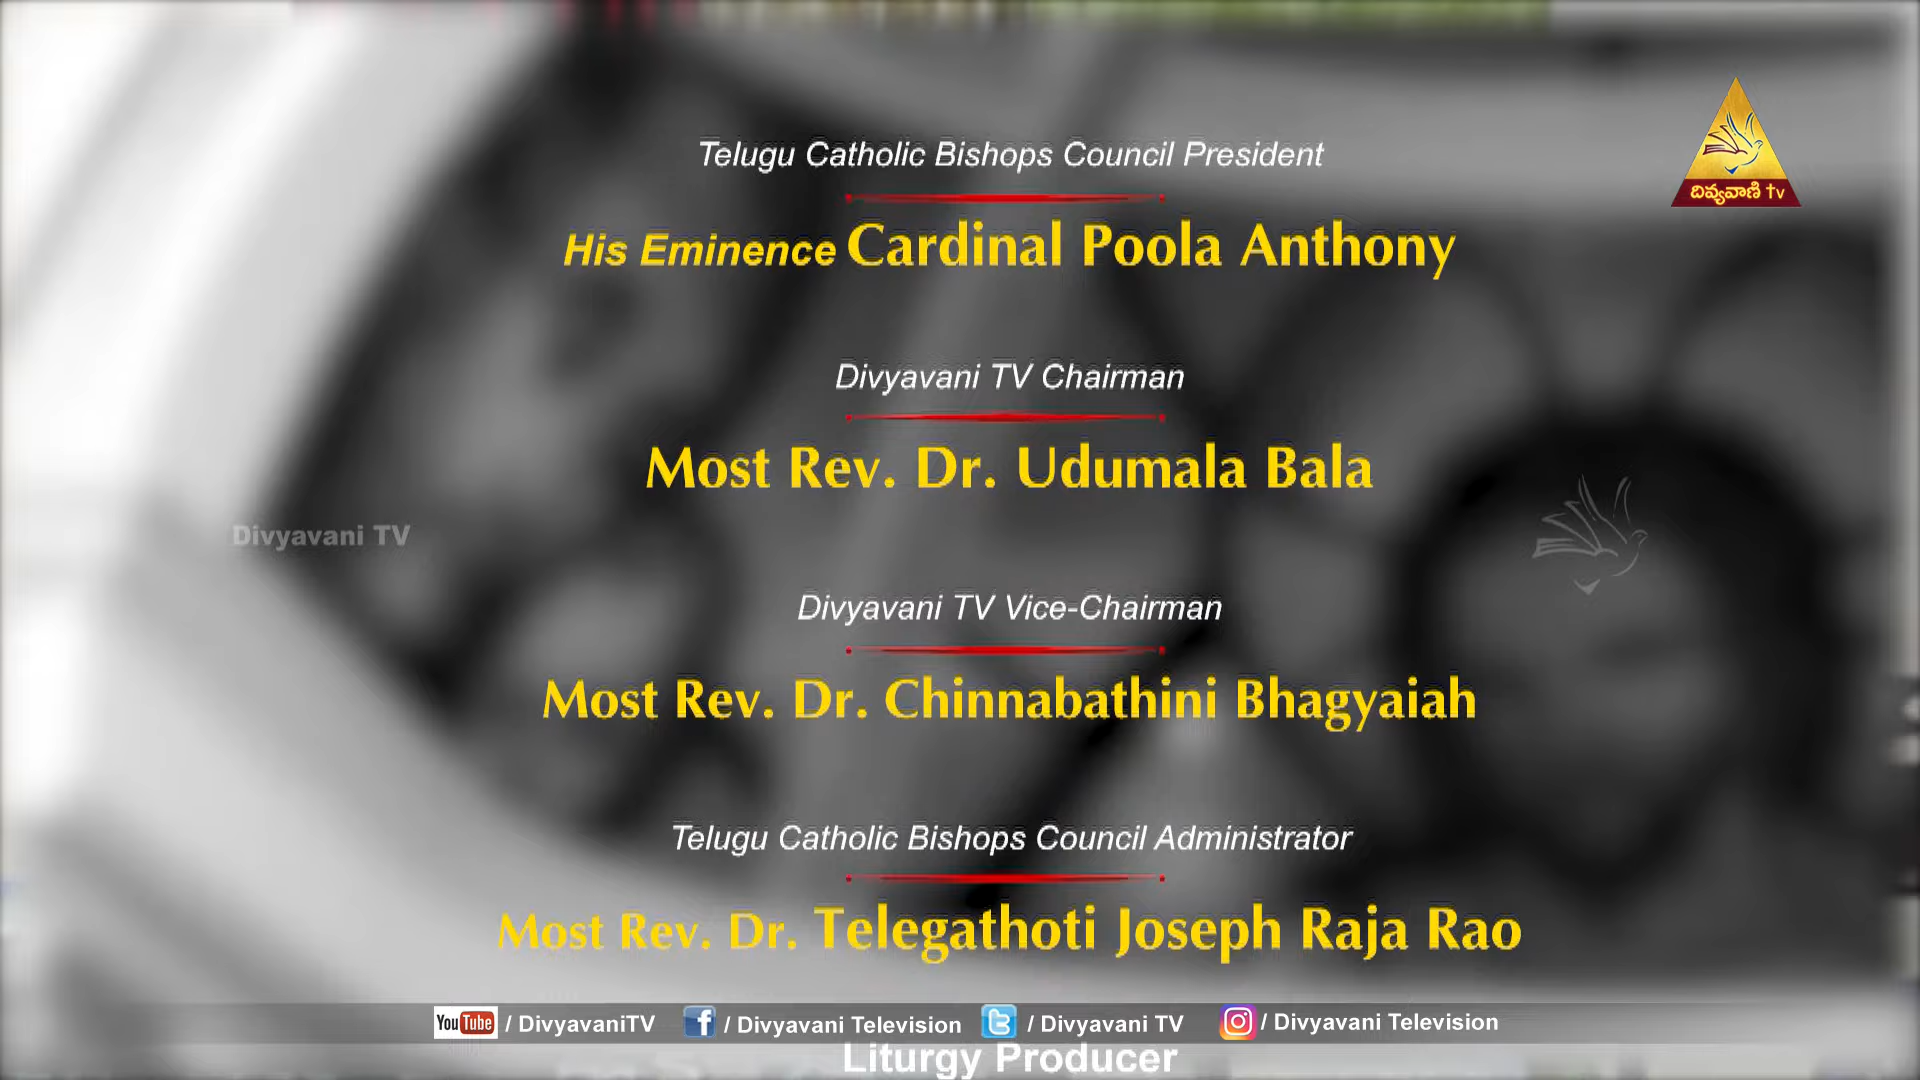 Telugu Catholic Bishops Council President
His Eminence Cardinal Poola Anthony
దివ్యవాణి tv
Divyavani TV Chairman
Most Rev. Dr. Udumala Bala
Divyavani TV
Divyavani TV Vice-Chairman
Most Rev. Dr. Chinnabathini Bhagyaiah
Telugu Catholic Bishops Council Administrator
Most Rev. Dr. Telegathoti Joseph Raja Rao
YouTube / DivyavaniTV f / Divyavani Television / Divyavani TV / Divyavani Television
Liturgy Producer